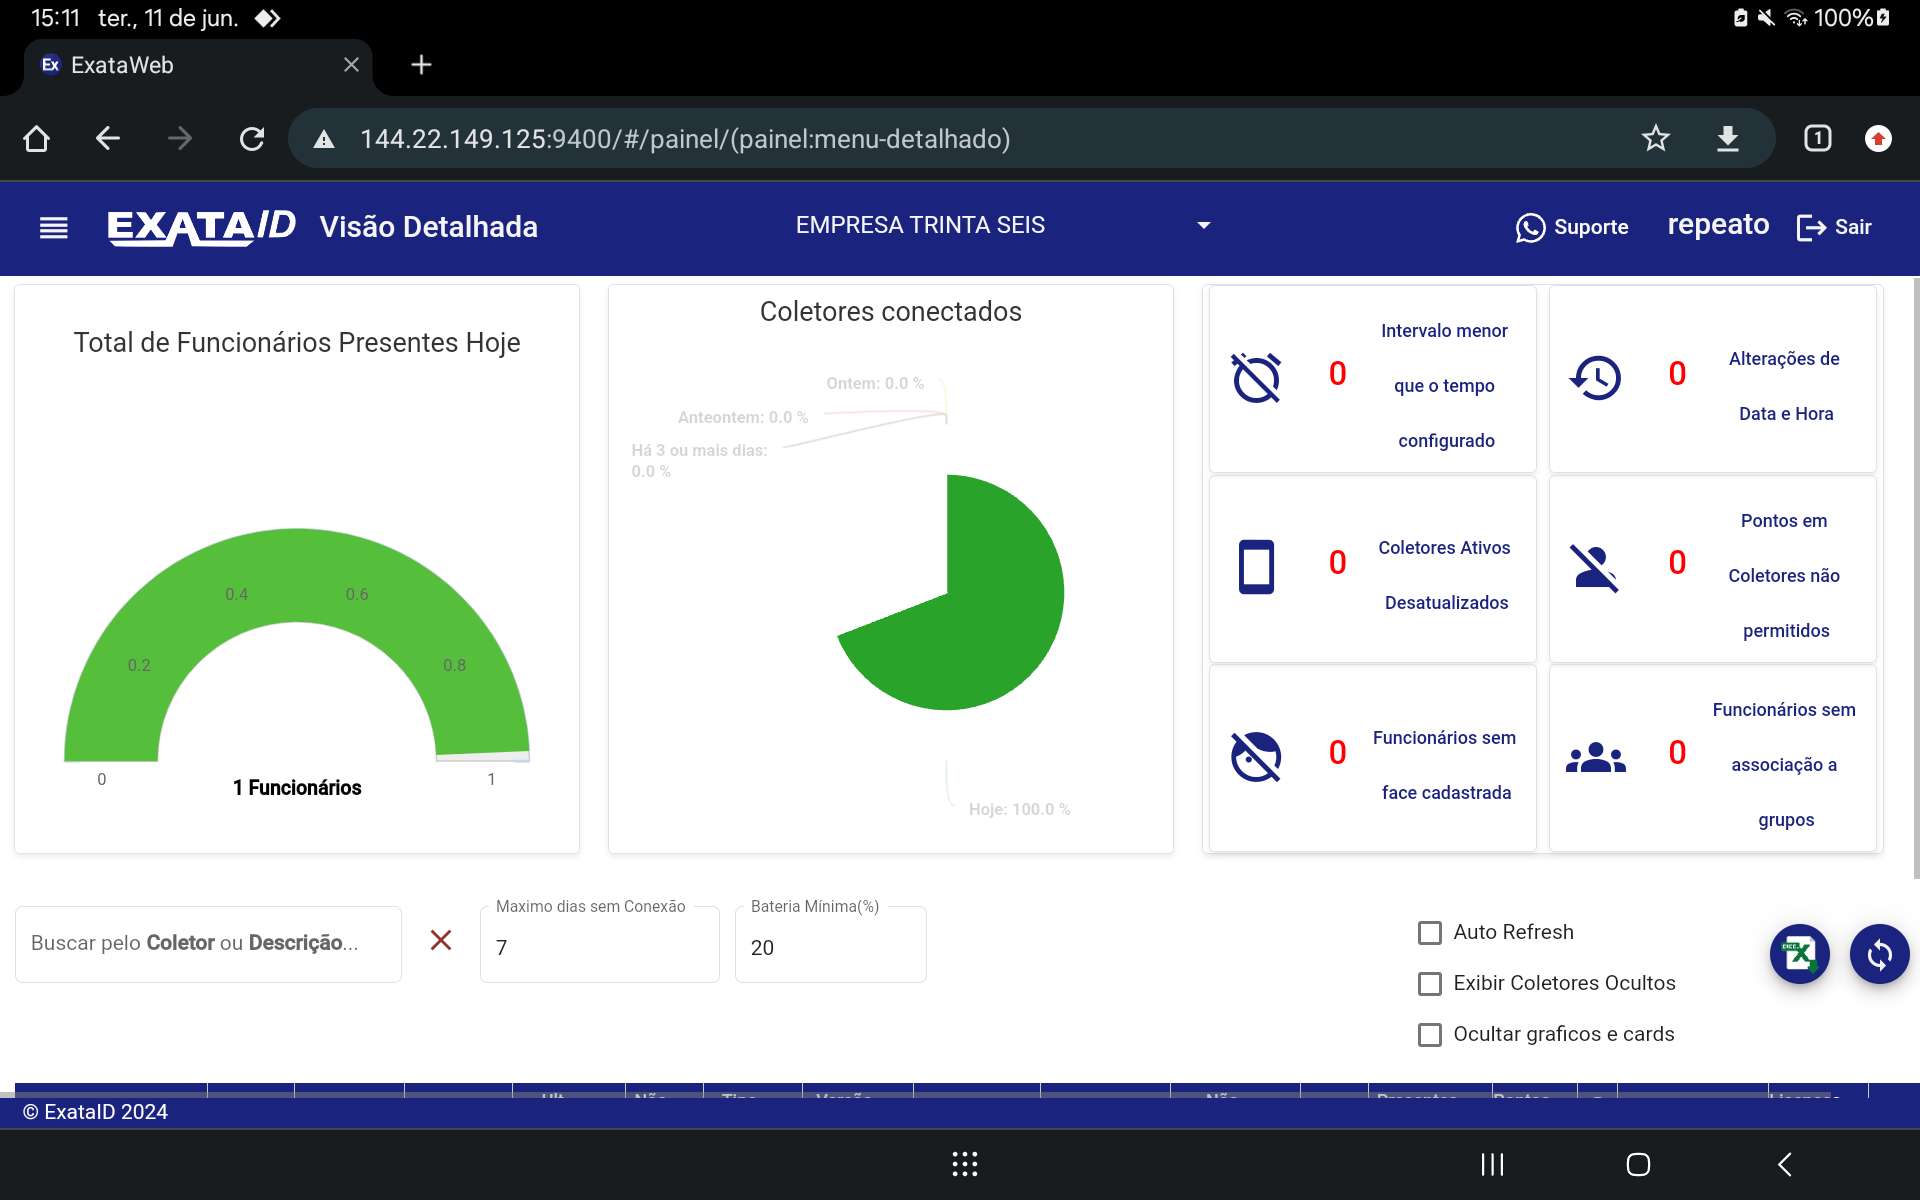 15:11 ter., 11 de jun.
100%
Ex ExataWeb
144.22.149.125:9400/#/painel/(painel:menu-detalhado)
1
EXATAID Visão Detalhada
EMPRESA TRINTA SEIS
Suporte
repeato
Sair
Total de Funcionários Presentes Hoje
0.4 0.6
0.2 0.8
0 1
1 Funcionários
Coletores conectados
Ontem: 0.0 %
Anteontem: 0.0 %
Há 3 ou mais dias:
0.0 %
Hoje: 100.0 %
0
Intervalo menor
que o tempo
configurado
0
Alterações de
Data e Hora
0
Coletores Ativos
Desatualizados
0
Pontos em
Coletores não
permitidos
0
Funcionários sem
face cadastrada
0
Funcionários sem
associação a
grupos
Buscar pelo Coletor ou Descrição...
Maximo dias sem Conexão
7
Bateria Mínima(%)
20
Auto Refresh
Exibir Coletores Ocultos
Ocultar graficos e cards
© ExataID 2024